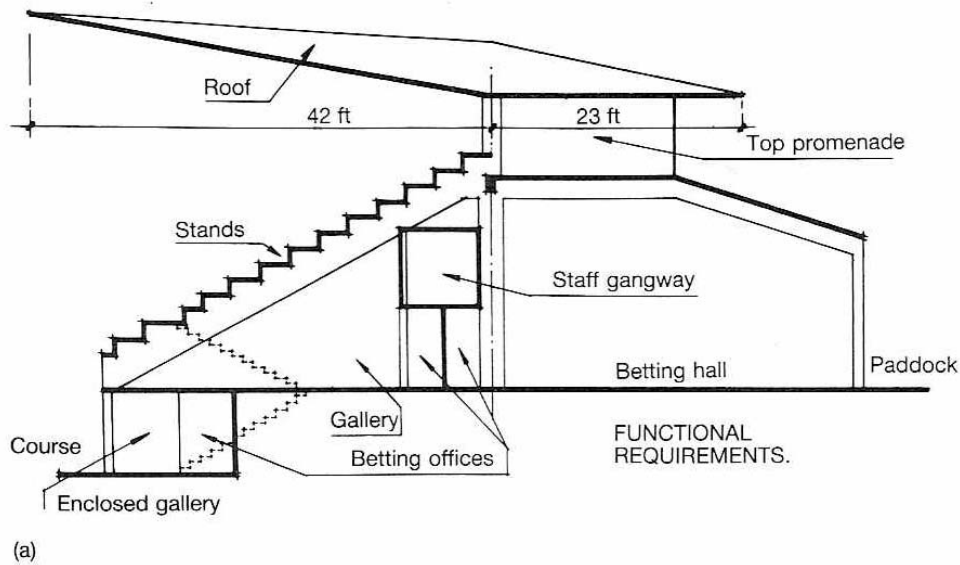 Roof
42 ft
23 ft
Top promenade
Stands
Staff gangway
Betting hall
Paddock
Gallery
Course
Betting offices
FUNCTIONAL
REQUIREMENTS.
Enclosed gallery
(a)